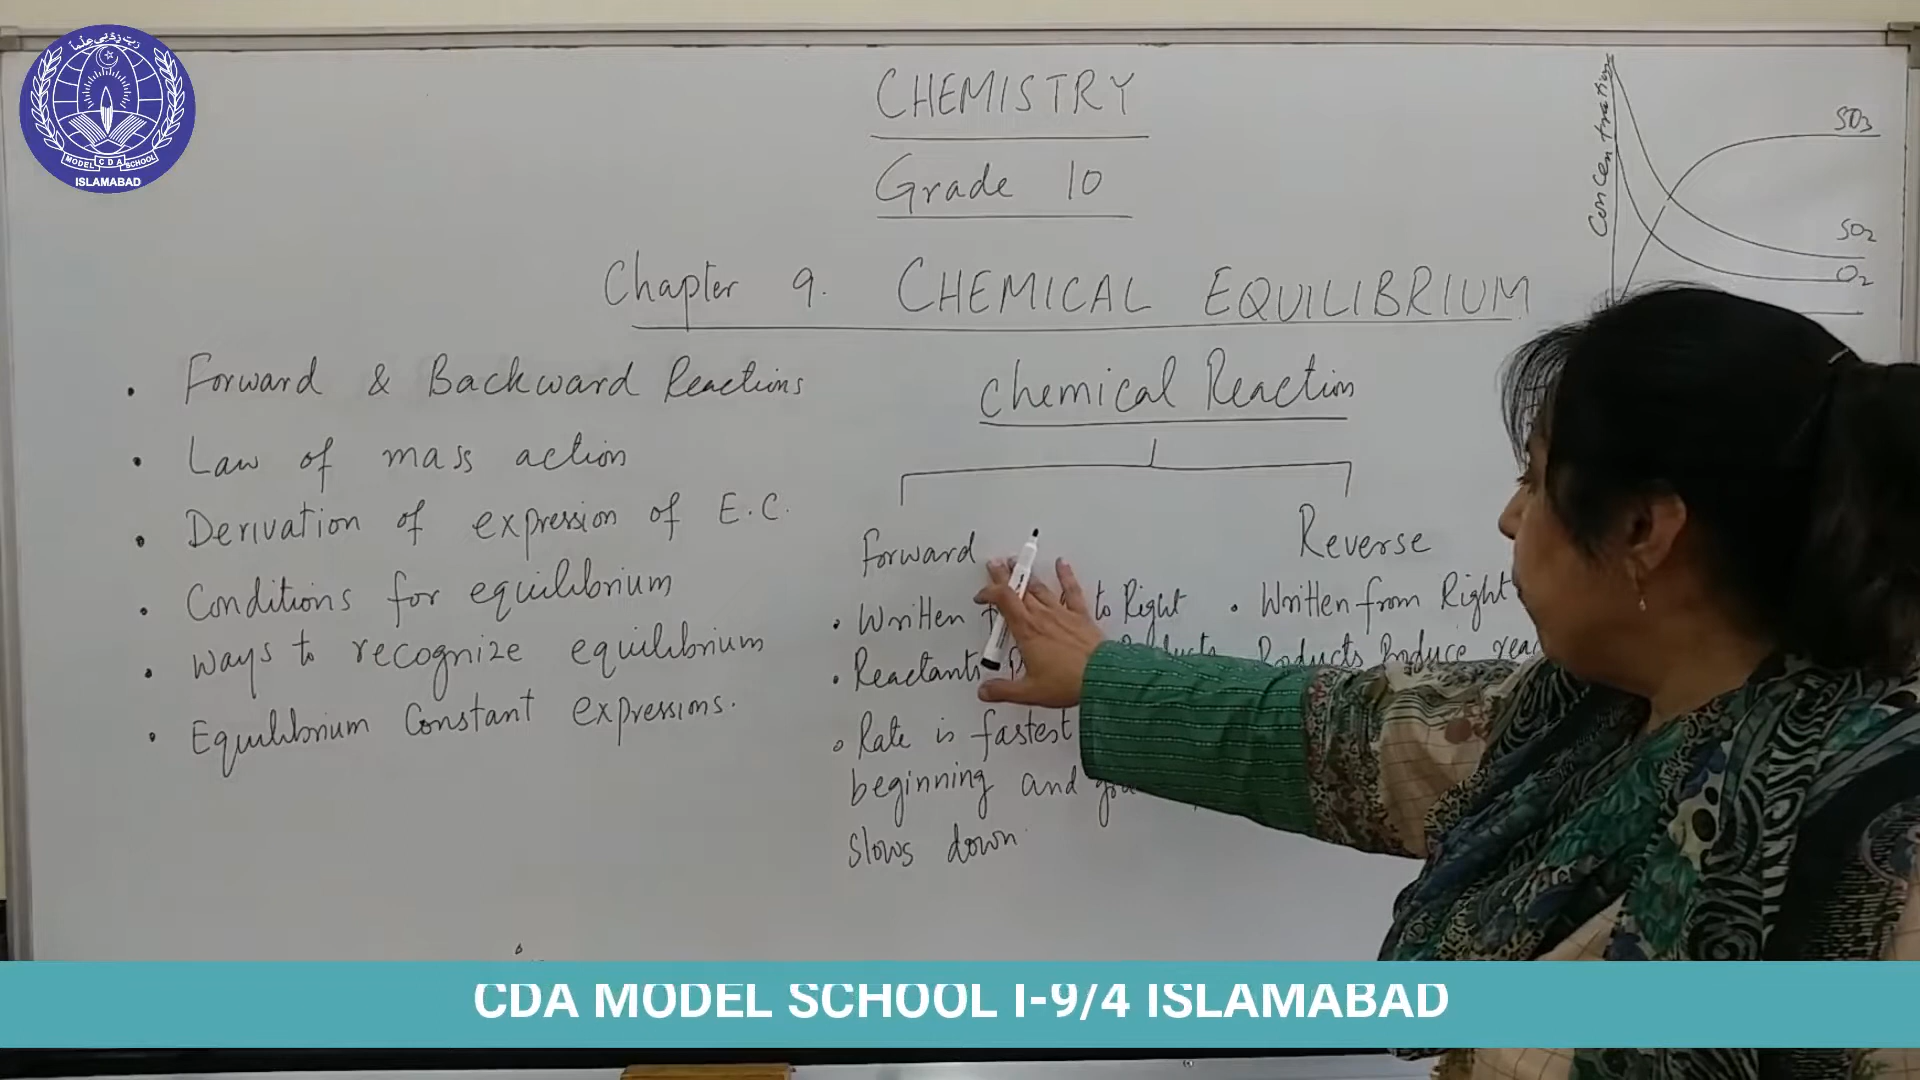 MODEL CDA SCHOOL
ISLAMABAD
CHEMISTRY
Grade 10
Chapter 9. CHEMICAL EQUILIBRIUM
. Forward & Backward Reactions
. Law of mass action
. Derivation of expression of E.C.
. Conditions for equilibrium
. Ways to recognize equilibrium
. Equilibrium Constant expressions.
Chemical Reaction
Forward
. Written to Right
. Reactants
. Rate is fastest
beginning and
slows down
Reverse
. Written from Right
. Products Produce
Concentration
SO3
SO2
O2
CDA MODEL SCHOOL I-9/4 ISLAMABAD